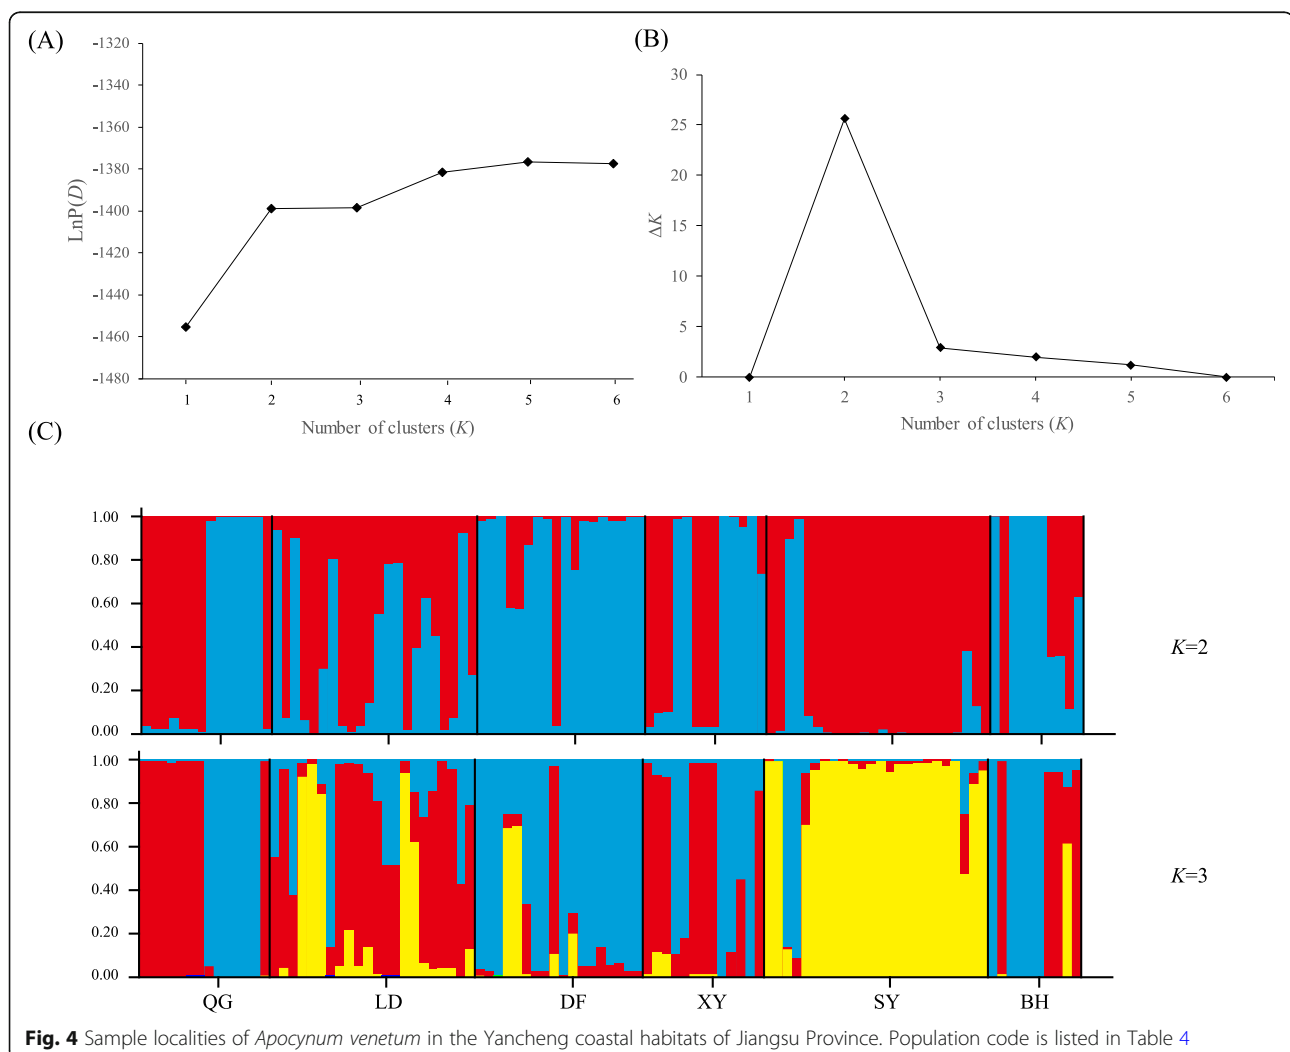 (A)
-1320
-1340
-1360
-1380
-1400
-1420
-1440
-1460
-1480
LnP(D)
1 2 3 4 5 6
Number of clusters (K)
(B)
30
25
20
15
10
5
0
ΔK
1 2 3 4 5 6
Number of clusters (K)
(C)
1.00
0.80
0.60
0.40
0.20
0.00
K=2
1.00
0.80
0.60
0.40
0.20
0.00
K=3
QG LD DF XY SY BH
Fig. 4 Sample localities of Apocynum venetum in the Yancheng coastal habitats of Jiangsu Province. Population code is listed in Table 4